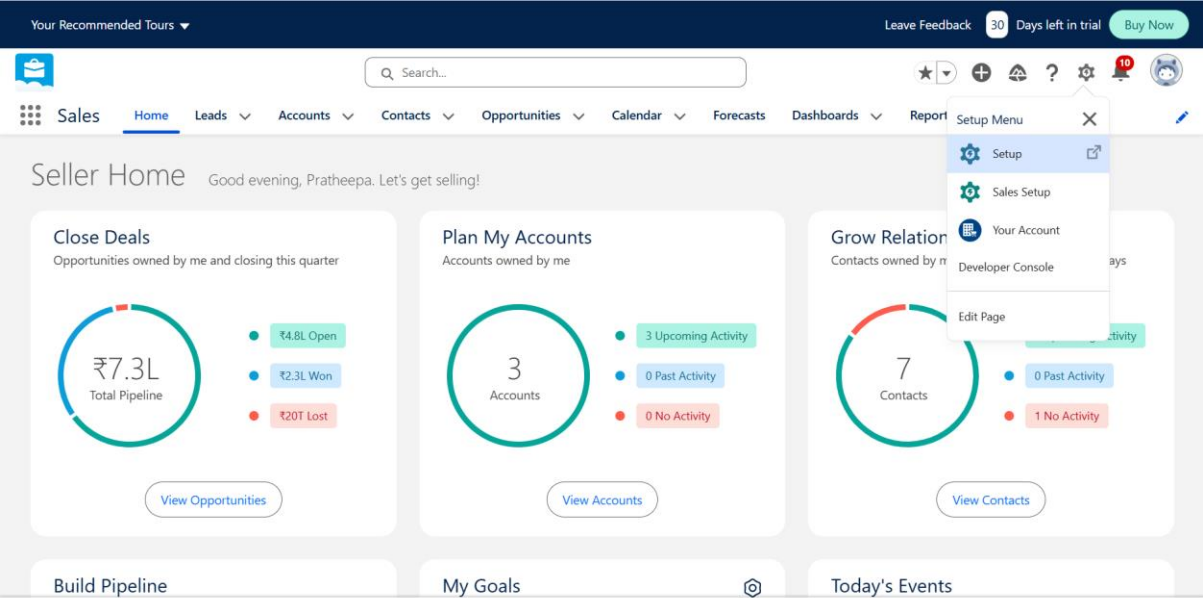 Your Recommended Tours
Leave Feedback 30 Days left in trial Buy Now
Search...
10
Sales Home Leads Accounts Contacts Opportunities Calendar Forecasts Dashboards Report
Setup Menu
Setup
Sales Setup
Your Account
Developer Console
Edit Page
Seller Home Good evening, Pratheepa. Let's get selling!
Close Deals
Opportunities owned by me and closing this quarter
₹7.3L
Total Pipeline
₹4.8L Open
₹2.3L Won
₹20T Lost
View Opportunities
Plan My Accounts
Accounts owned by me
3
Accounts
3 Upcoming Activity
0 Past Activity
0 No Activity
View Accounts
Grow Relation
Contacts owned by m
ays
7
Contacts
ctivity
0 Past Activity
1 No Activity
View Contacts
Build Pipeline
My Goals
Today's Events